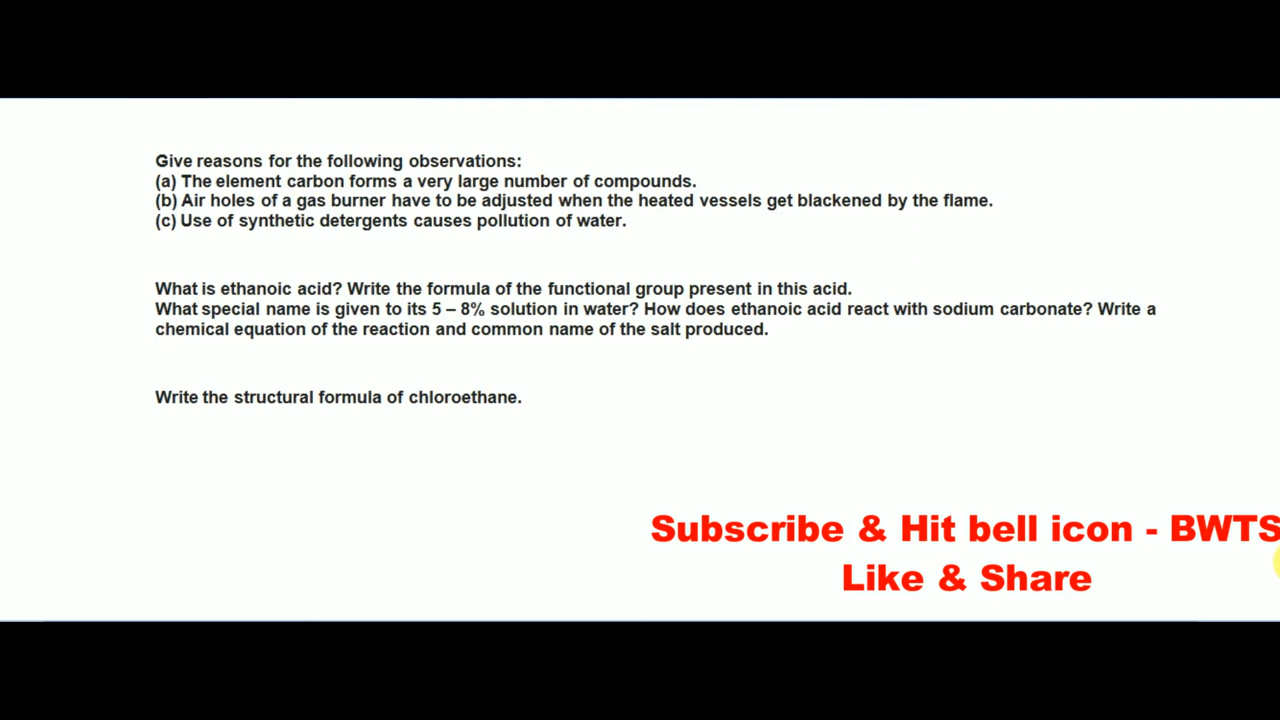 Give reasons for the following observations:
(a) The element carbon forms a very large number of compounds.
(b) Air holes of a gas burner have to be adjusted when the heated vessels get blackened by the flame.
(c) Use of synthetic detergents causes pollution of water.
What is ethanoic acid? Write the formula of the functional group present in this acid.
What special name is given to its 5 – 8% solution in water? How does ethanoic acid react with sodium carbonate? Write a
chemical equation of the reaction and common name of the salt produced.
Write the structural formula of chloroethane.
Subscribe & Hit bell icon - BWTS
Like & Share